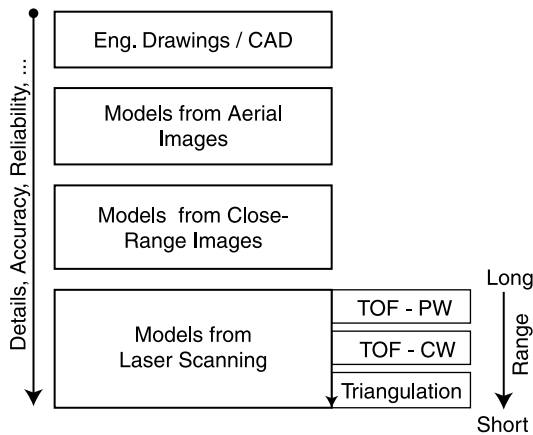 Details, Accuracy, Reliability, ...
Eng. Drawings / CAD
Models from Aerial
Images
Models from Close-
Range Images
Models from
Laser Scanning
TOF - PW
TOF - CW
Triangulation
Long
Range
Short